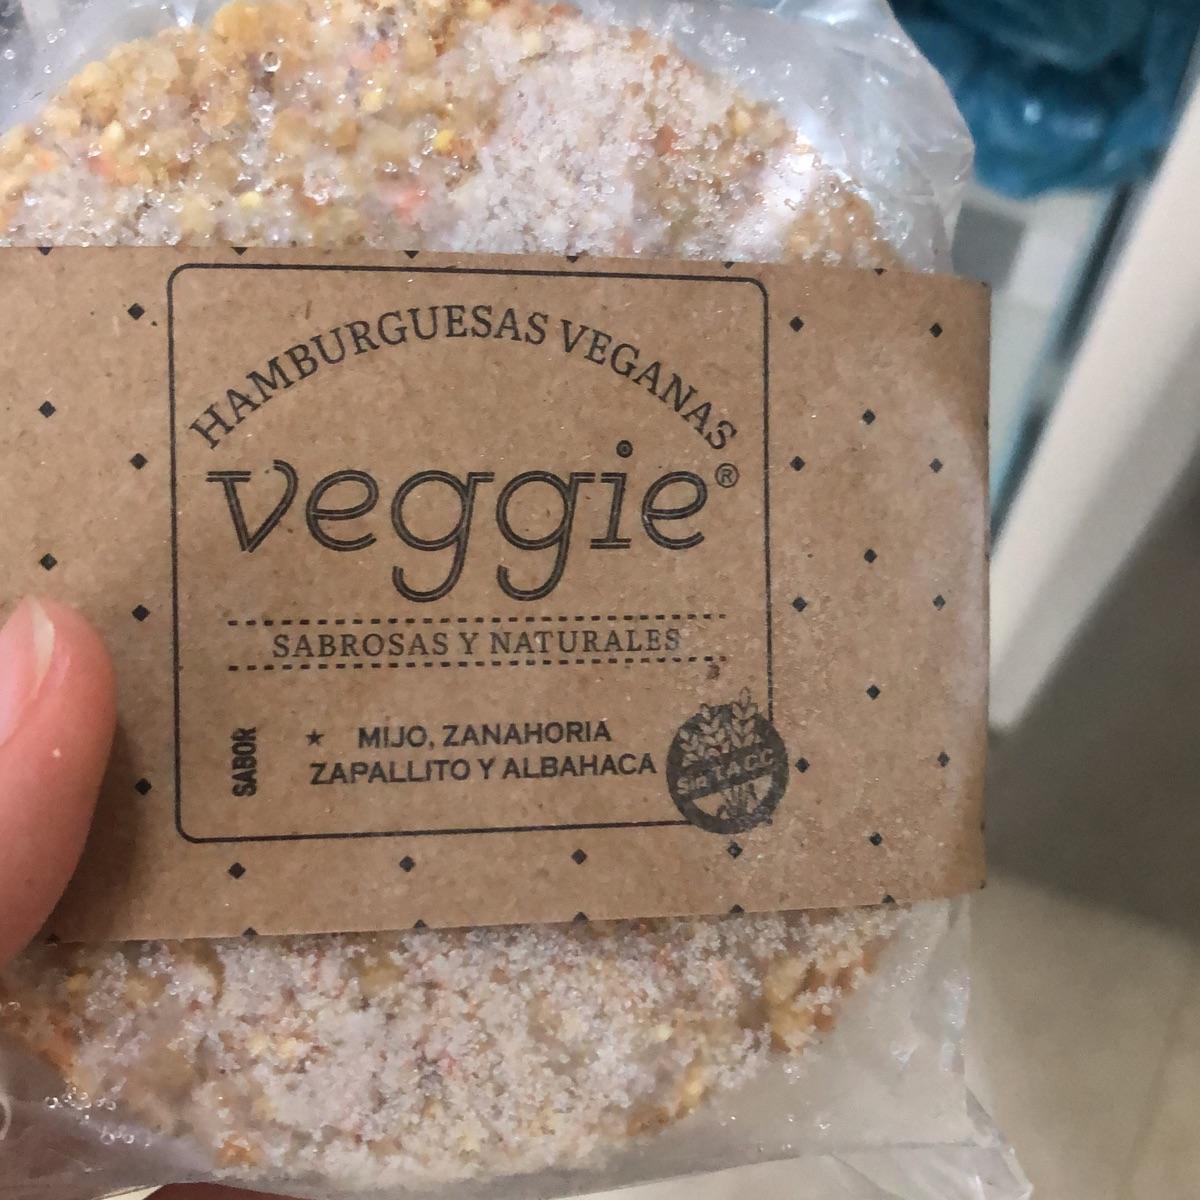 HAMBURGUESAS VEGANAS
veggie®
SABROSAS Y NATURALES
SABOR
★ MIJO, ZANAHORIA
ZAPALLITO Y ALBAHACA
Sin T.A.C.C.